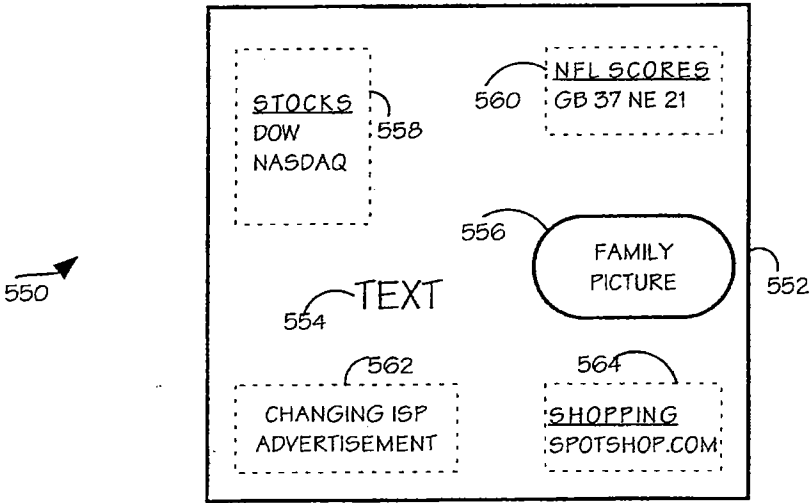 STOCKS
DOW
NASDAQ
558
560
NFL SCORES
GB 37 NE 21
556
FAMILY
PICTURE
552
550
554
TEXT
562
CHANGING ISP
ADVERTISEMENT
564
SHOPPING
SPOTSHOP.COM